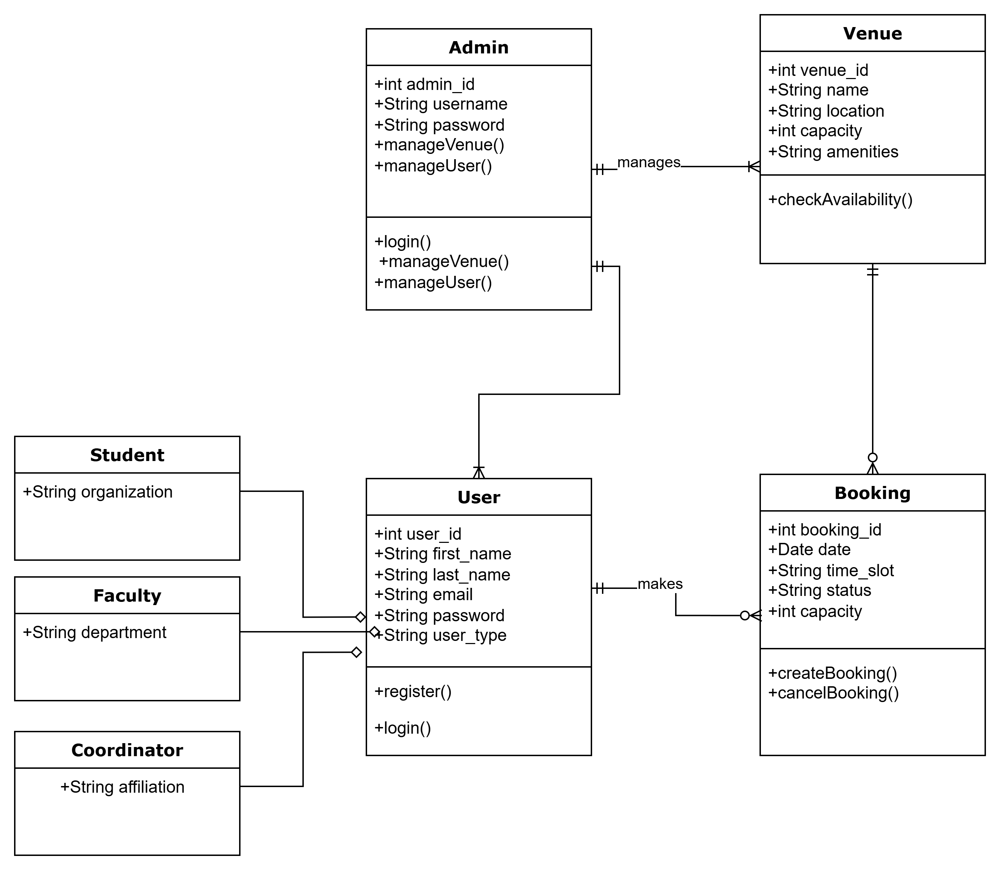 Admin
+int admin_id
+String username
+String password
+manageVenue()
+manageUser()
+login()
+manageVenue()
+manageUser()
manages
Venue
+int venue_id
+String name
+String location
+int capacity
+String amenities
+checkAvailability()
Student
+String organization
Faculty
+String department
Coordinator
+String affiliation
User
+int user_id
+String first_name
+String last_name
+String email
+String password
+String user_type
+register()
+login()
makes
Booking
+int booking_id
+Date date
+String time_slot
+String status
+int capacity
+createBooking()
+cancelBooking()